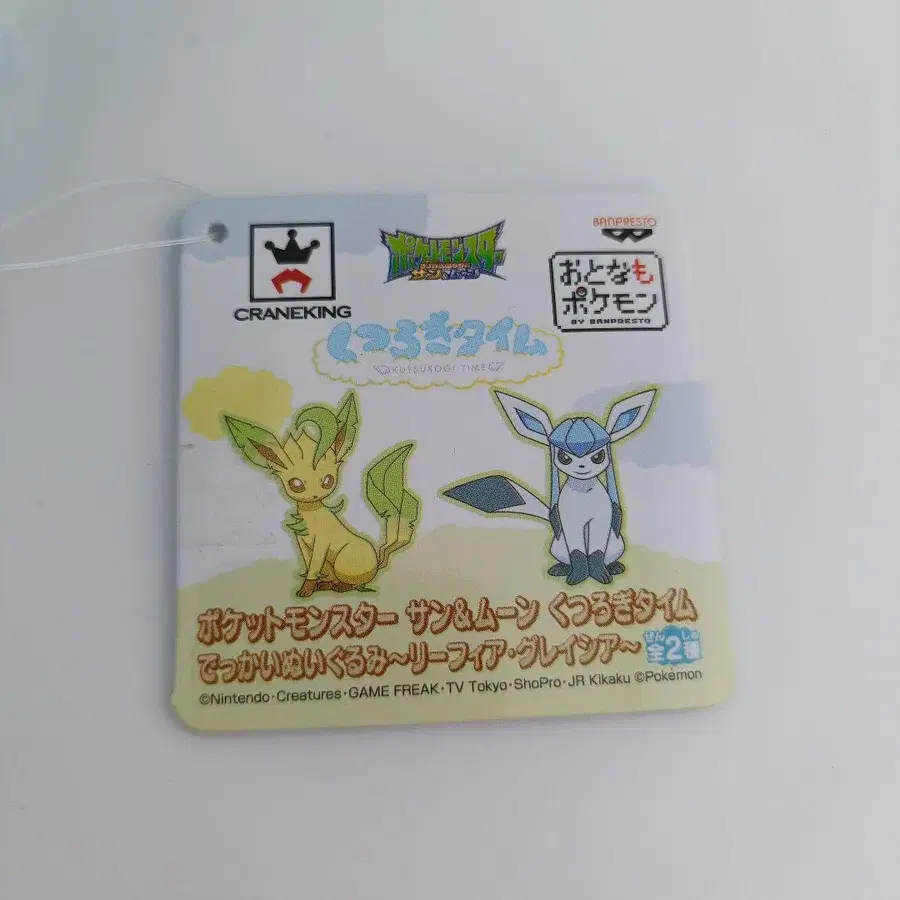 CRANEKING
ポケットモンスター
サン&ムーン
BANPRESTO
おとなも
ポケモン
BY BANPRESTO
くつろぎタイム
KUTSUROGI TIME
ポケットモンスター サン&ムーン くつろぎタイム
でっかいぬいぐるみ〜リーフィア・グレイシア〜 全2種
ぜん しゅ
©Nintendo・Creatures・GAME FREAK・TV Tokyo・ShoPro・JR Kikaku ©Pokémon